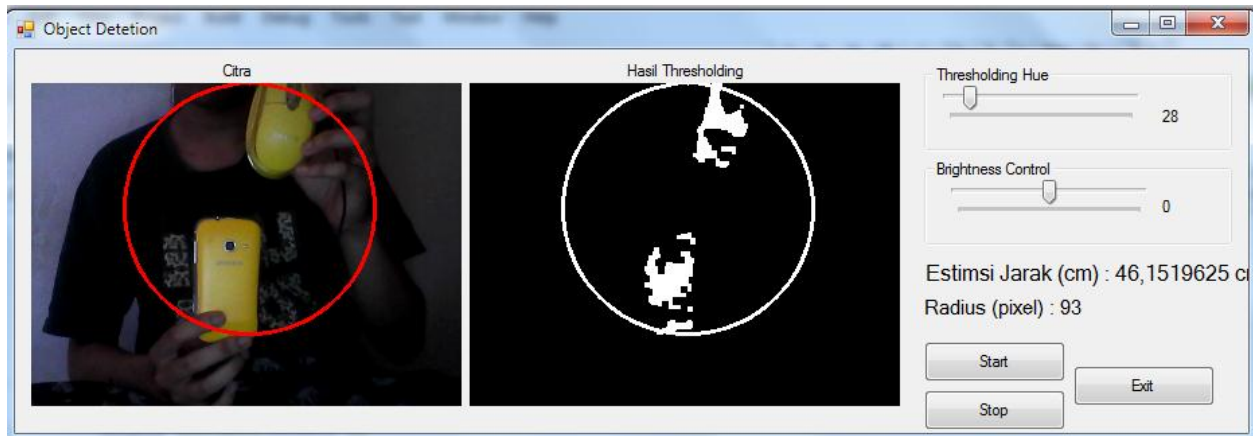 Object Detetion
Citra
Hasil Thresholding
Thresholding Hue
28
Brightness Control
0
Estimsi Jarak (cm) : 46,1519625 c
Radius (pixel) : 93
Start
Stop
Exit